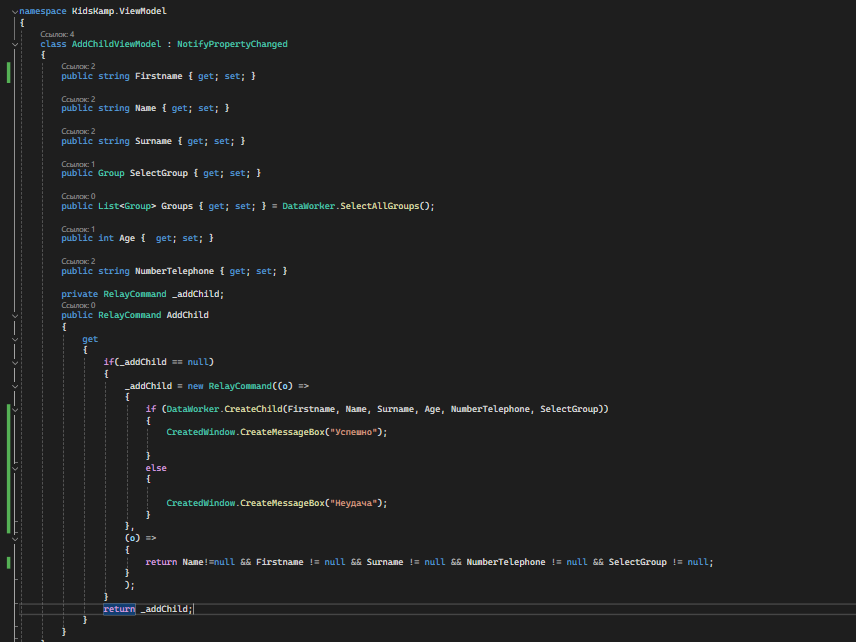 namespace KidsKamp.ViewModel
{
Ссылок: 4
class AddChildViewModel : NotifyPropertyChanged
{
Ссылок: 2
public string Firstname { get; set; }
Ссылок: 2
public string Name { get; set; }
Ссылок: 2
public string Surname { get; set; }
Ссылок: 1
public Group SelectGroup { get; set; }
Ссылок: 0
public List<Group> Groups { get; set; } = DataWorker.SelectAllGroups();
Ссылок: 1
public int Age {  get; set; }
Ссылок: 2
public string NumberTelephone { get; set; }
private RelayCommand _addChild;
Ссылок: 0
public RelayCommand AddChild
{
get
{
if(_addChild == null)
{
_addChild = new RelayCommand((o) =>
{
if (DataWorker.CreateChild(Firstname, Name, Surname, Age, NumberTelephone, SelectGroup))
{
CreatedWindow.CreateMessageBox("Успешно");
}
else
{
CreatedWindow.CreateMessageBox("Неудача");
}
},
(o) =>
{
return Name!=null && Firstname != null && Surname != null && NumberTelephone != null && SelectGroup != null;
}
);
}
return _addChild;
}
}